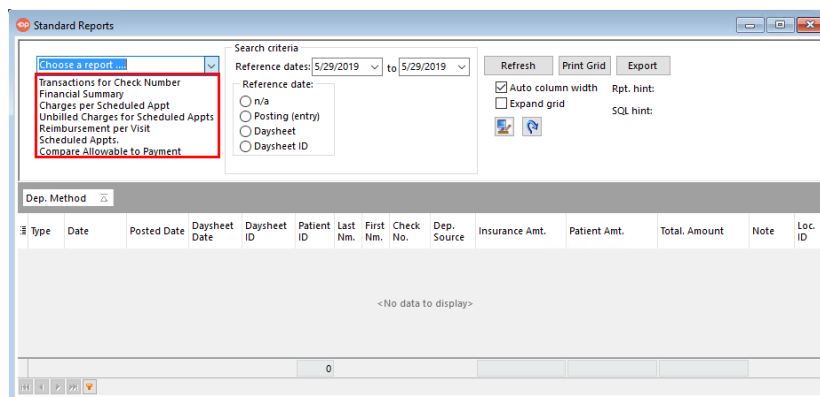 Standard Reports
Choose a report ....
Transactions for Check Number
Financial Summary
Charges per Scheduled Appt
Unbilled Charges for Scheduled Appts
Reimbursement per Visit
Scheduled Appts.
Compare Allowable to Payment
Search criteria
Reference dates: 5/29/2019 to 5/29/2019
Reference date:
n/a
Posting (entry)
Daysheet
Daysheet ID
Refresh Print Grid Export
Auto column width Rpt. hint:
Expand grid
SQL hint:
Dep. Method
Type Date Posted Date Daysheet Date Daysheet ID Patient ID Last Nm. First Nm. Check No. Dep. Source Insurance Amt. Patient Amt. Total. Amount Note Loc. ID
<No data to display>
0